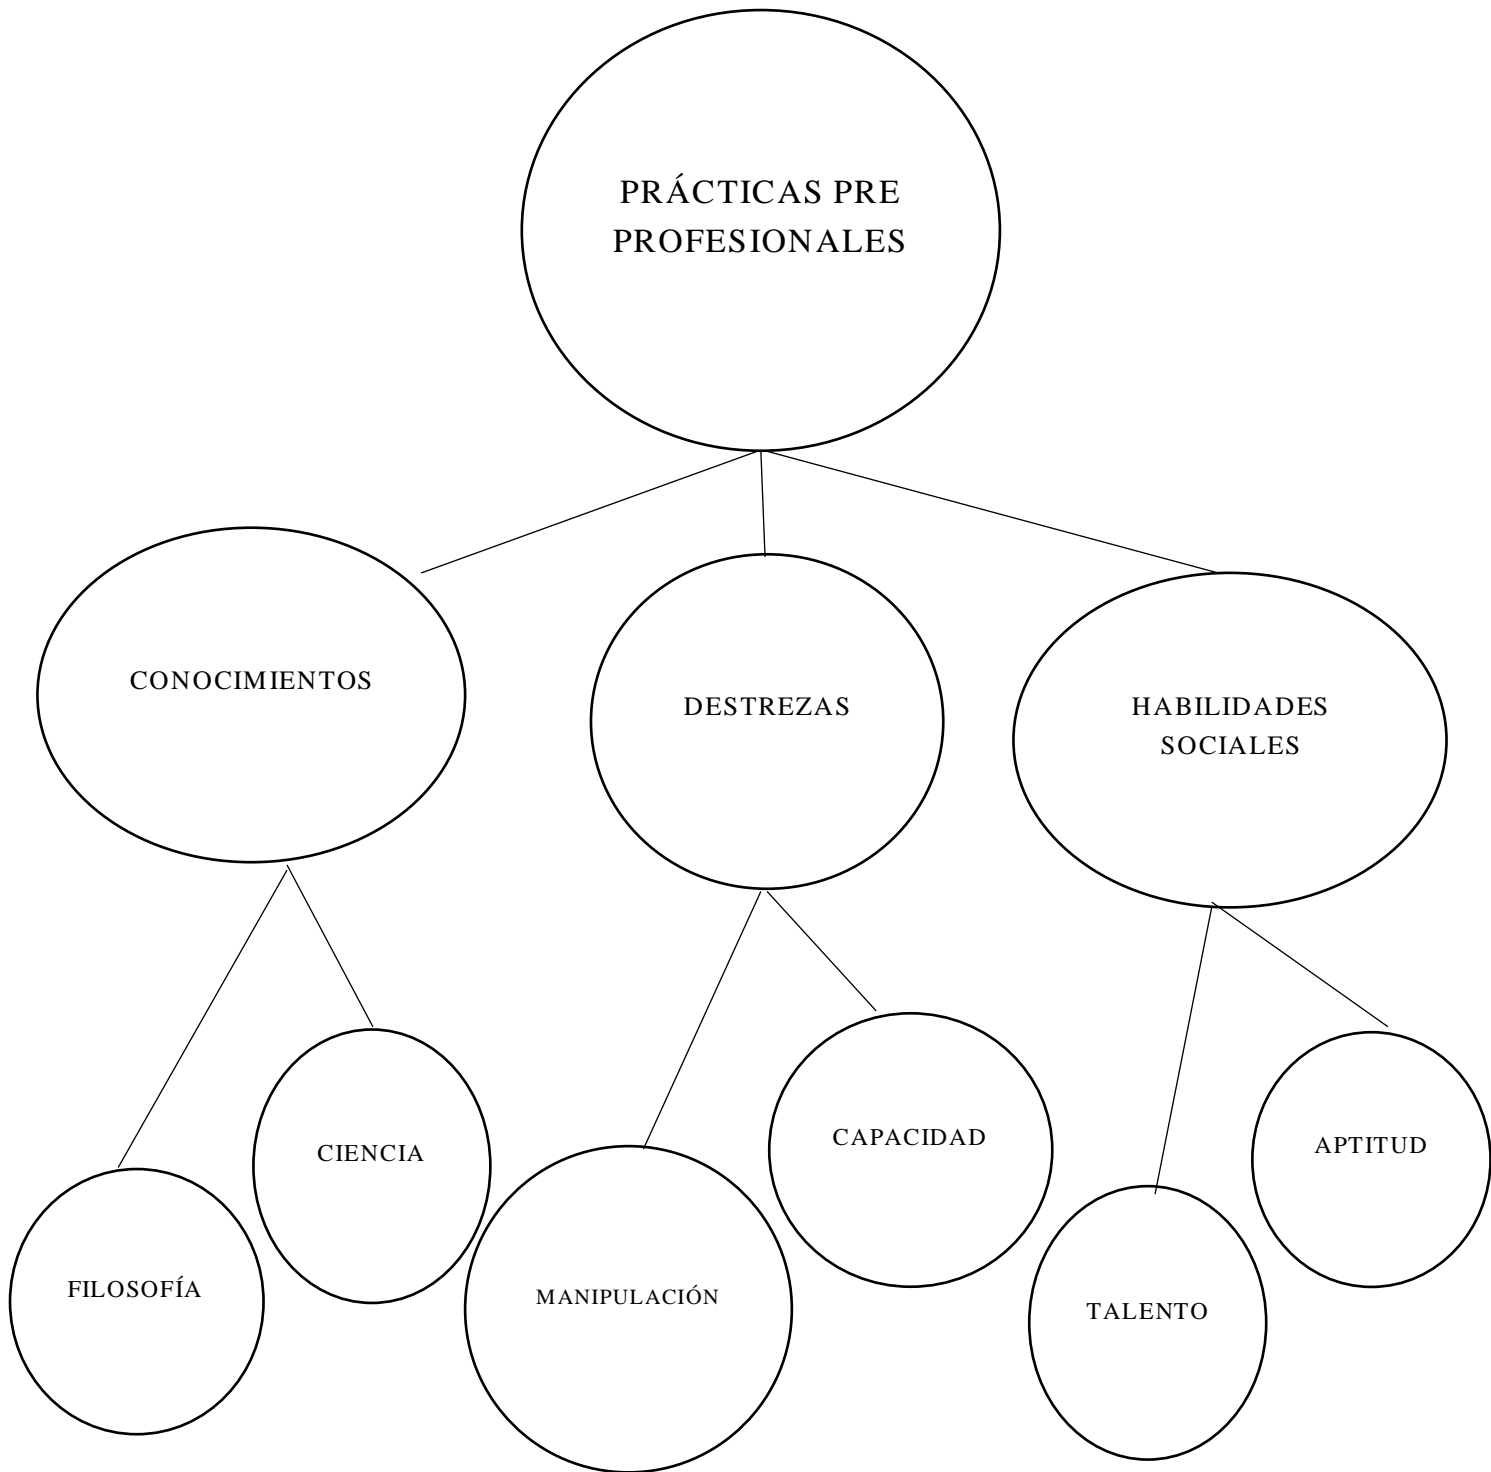 PRÁCTICAS PRE
PROFESIONALES
CONOCIMIENTOS
DESTREZAS
HABILIDADES
SOCIALES
FILOSOFÍA
CIENCIA
MANIPULACIÓN
CAPACIDAD
TALENTO
APTITUD